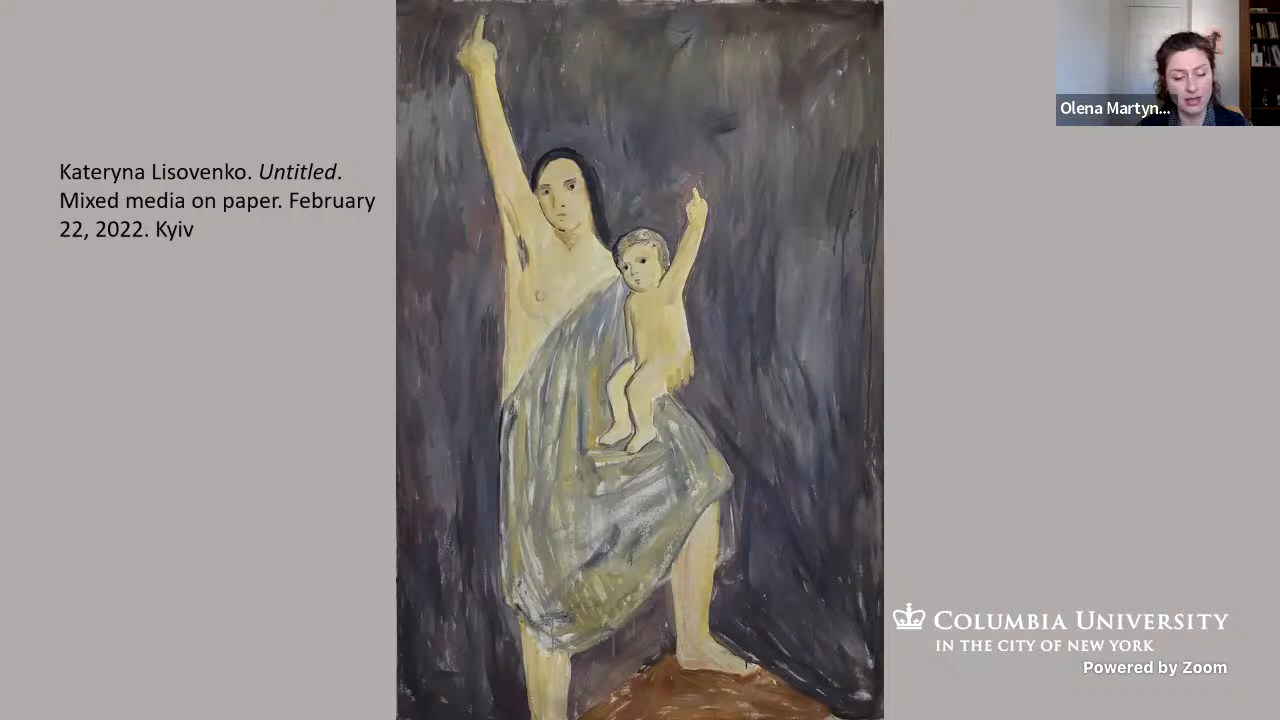 Kateryna Lisovenko. Untitled.
Mixed media on paper. February
22, 2022. Kyiv
Olena Martyn...
COLUMBIA UNIVERSITY
IN THE CITY OF NEW YORK
Powered by Zoom